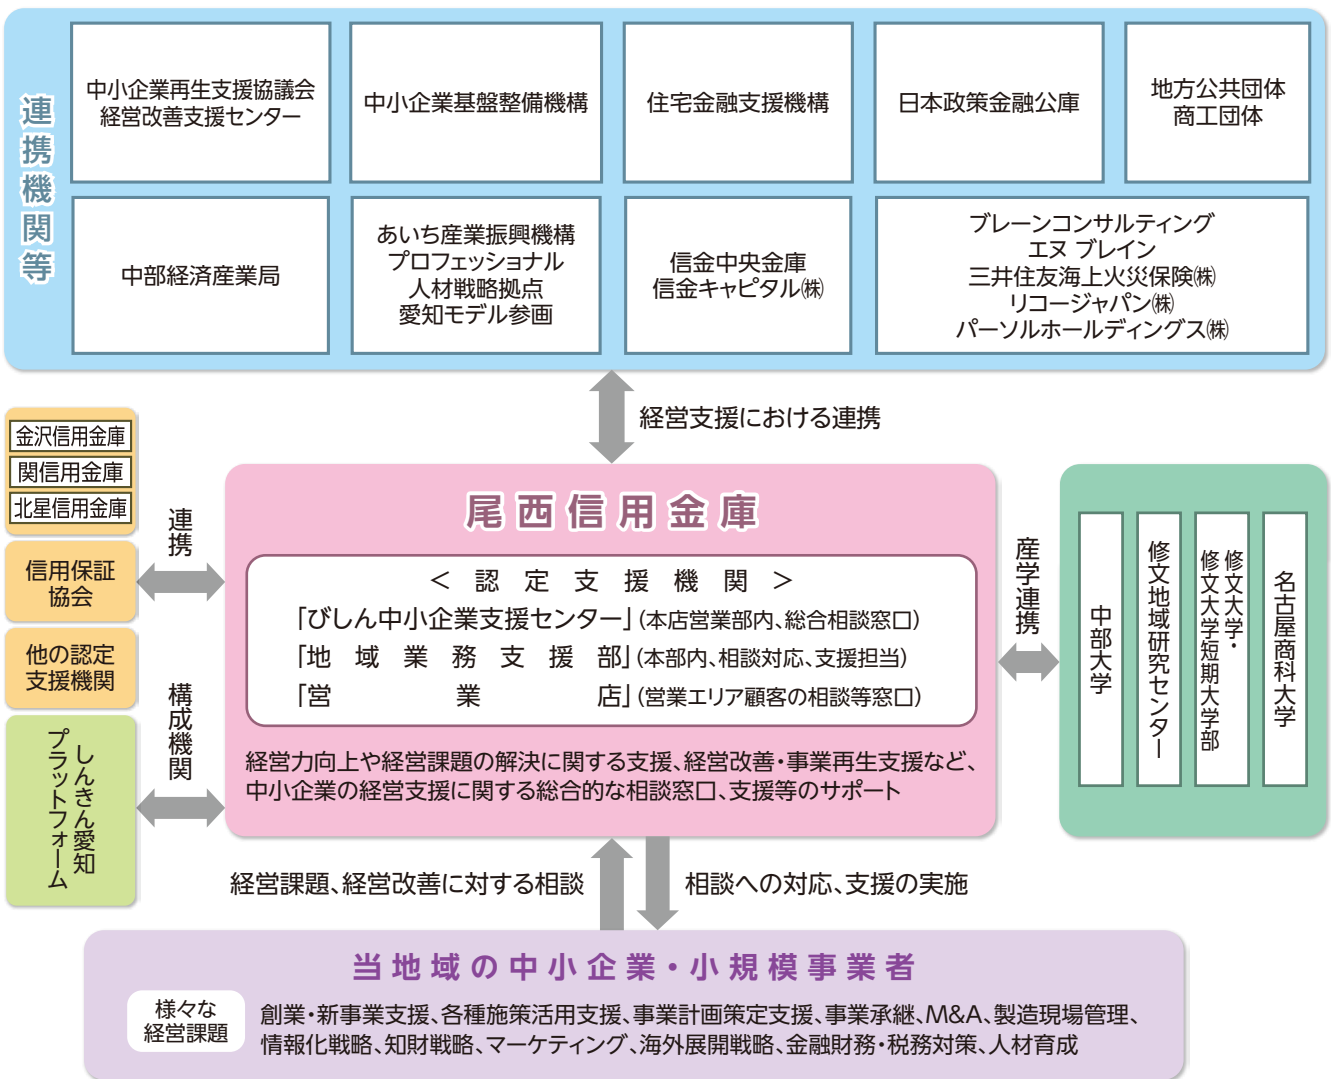 連携機関等
中小企業再生支援協議会
経営改善支援センター
中小企業基盤整備機構
住宅金融支援機構
日本政策金融公庫
地方公共団体
商工団体
中部経済産業局
あいち産業振興機構
プロフェッショナル
人材戦略拠点
愛知モデル参画
信金中央金庫
信金キャピタル㈱
ブレーンコンサルティング
エヌ ブレイン
三井住友海上火災保険㈱
リコージャパン㈱
パーソルホールディングス㈱
経営支援における連携
金沢信用金庫
関信用金庫
北星信用金庫
信用保証
協会
他の認定
支援機関
しんきん愛知
プラットフォーム
連携
構成機関
尾西信用金庫
＜認定支援機関＞
「びしん中小企業支援センター」(本店営業部内、総合相談窓口)
「地域業務支援部」(本部内、相談対応、支援担当)
「営業店」(営業エリア顧客の相談等窓口)
経営力向上や経営課題の解決に関する支援、経営改善・事業再生支援など、
中小企業の経営支援に関する総合的な相談窓口、支援等のサポート
産学連携
中部大学
修文地域研究センター
修文大学・
修文大学短期大学部
名古屋商科大学
経営課題、経営改善に対する相談
相談への対応、支援の実施
当地域の中小企業・小規模事業者
様々な
経営課題
創業・新事業支援、各種施策活用支援、事業計画策定支援、事業承継、M&A、製造現場管理、
情報化戦略、知財戦略、マーケティング、海外展開戦略、金融財務・税務対策、人材育成